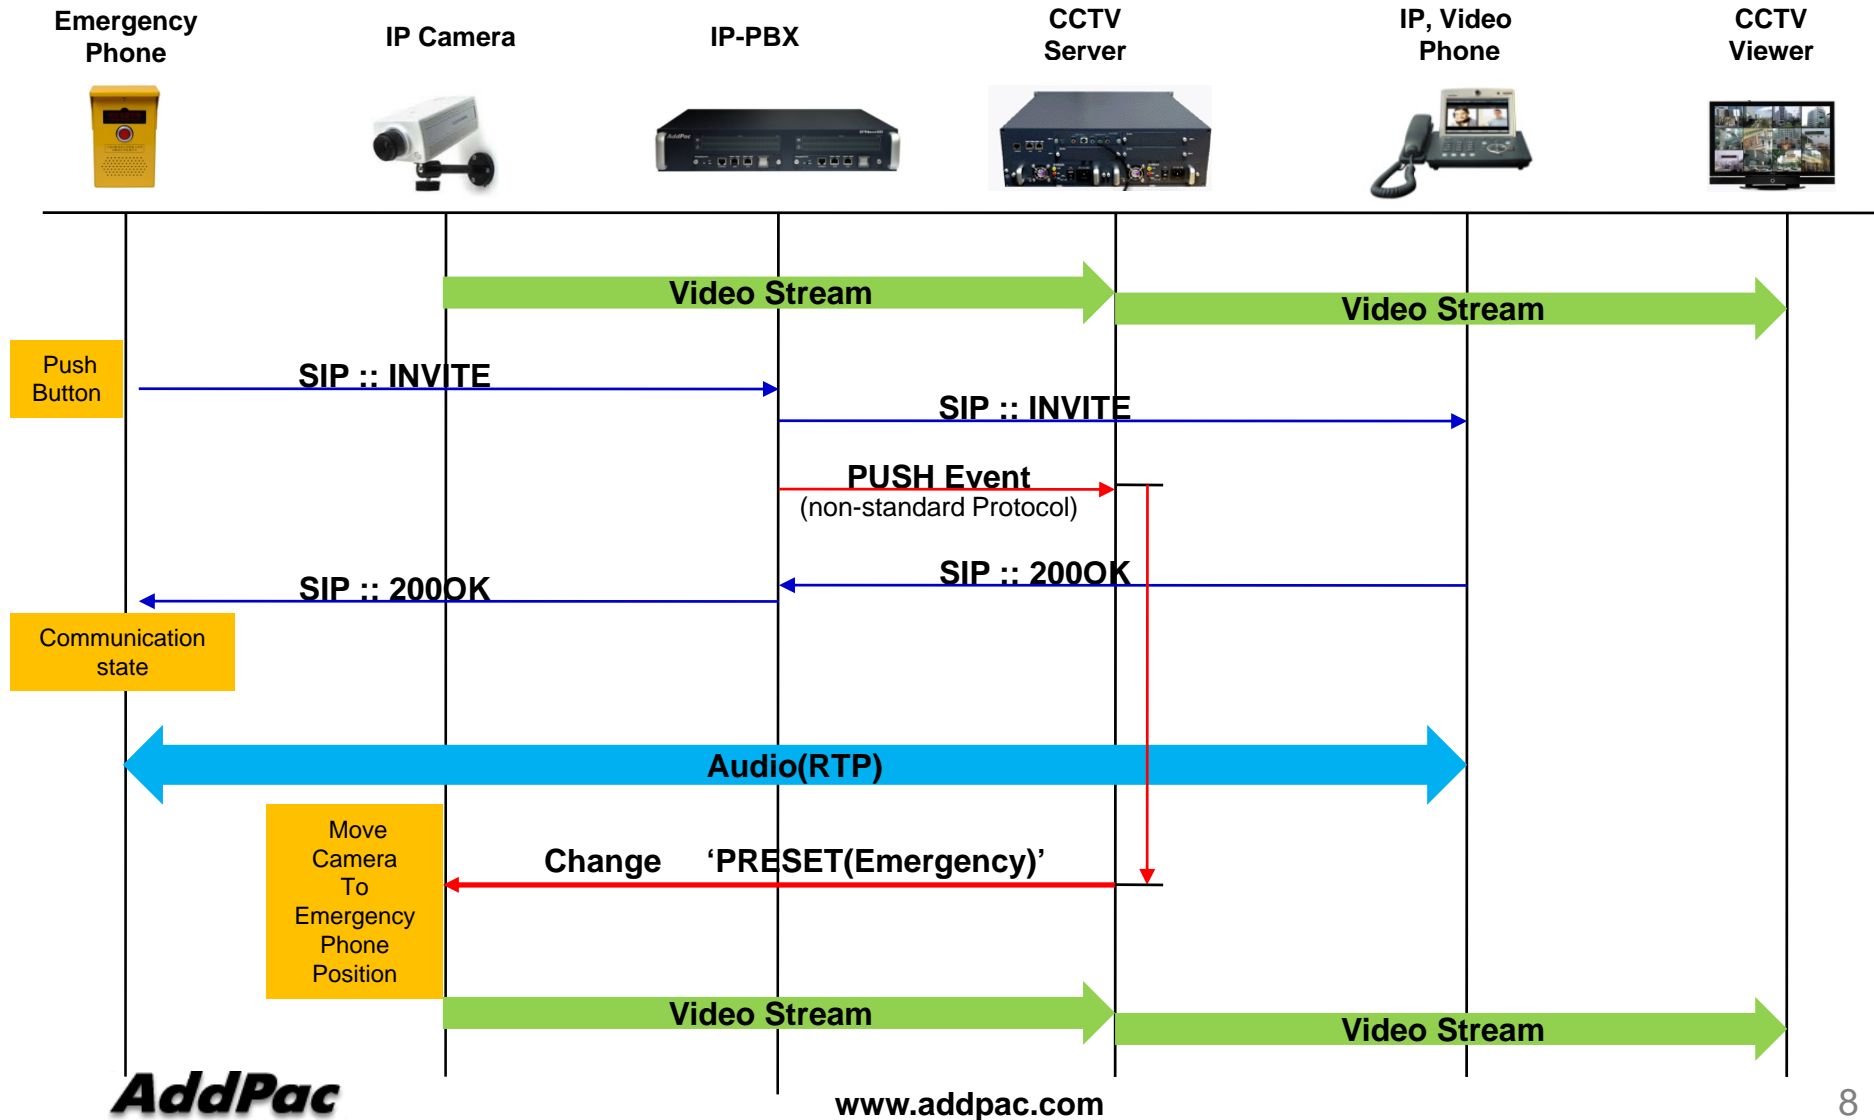 Emergency
Phone
IP Camera
IP-PBX
CCTV
Server
IP, Video
Phone
CCTV
Viewer
AddPac
Video Stream
Video Stream
Push
Button
SIP :: INVITE
SIP :: INVITE
PUSH Event
(non-standard Protocol)
SIP :: 200OK
SIP :: 200OK
Communication
state
Audio(RTP)
Move
Camera
To
Emergency
Phone
Position
Change ‘PRESET(Emergency)’
Video Stream
Video Stream
AddPac
www.addpac.com
8